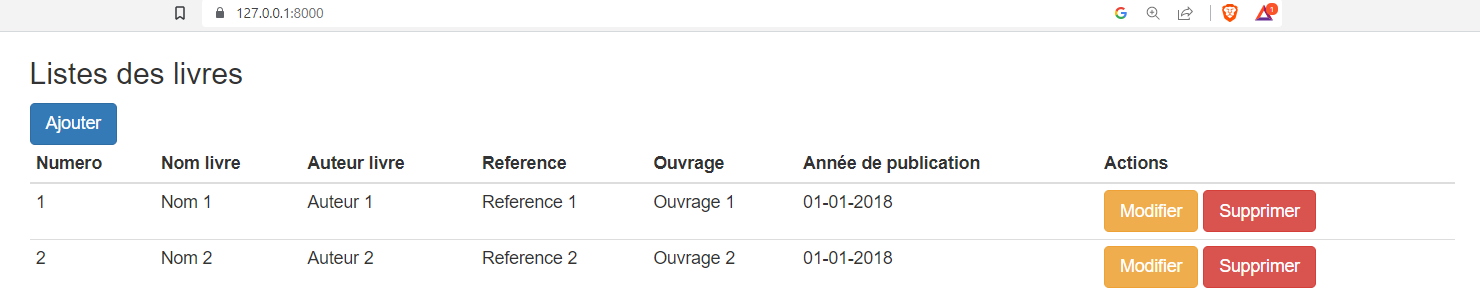 127.0.0.1:8000
1
Listes des livres
Ajouter
Numero Nom livre Auteur livre Reference Ouvrage Année de publication Actions
1 Nom 1 Auteur 1 Reference 1 Ouvrage 1 01-01-2018 Modifier Supprimer
2 Nom 2 Auteur 2 Reference 2 Ouvrage 2 01-01-2018 Modifier Supprimer